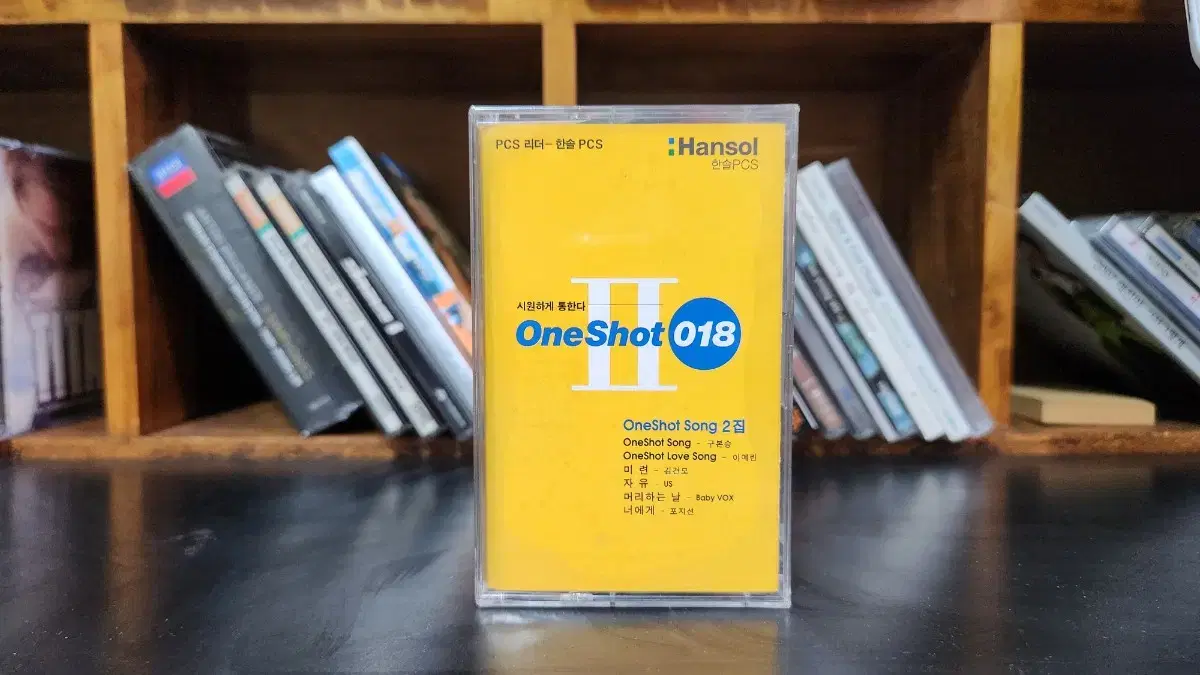 PCS 리더- 한솔 PCS
Hansol
한솔PCS
시원하게 통한다
II
OneShot 018
OneShot Song 2집
OneShot Song - 구본승
OneShot Love Song - 이예린
미 련 - 김건모
자 유 - US
머리하는 날 - Baby VOX
너에게 - 포지션